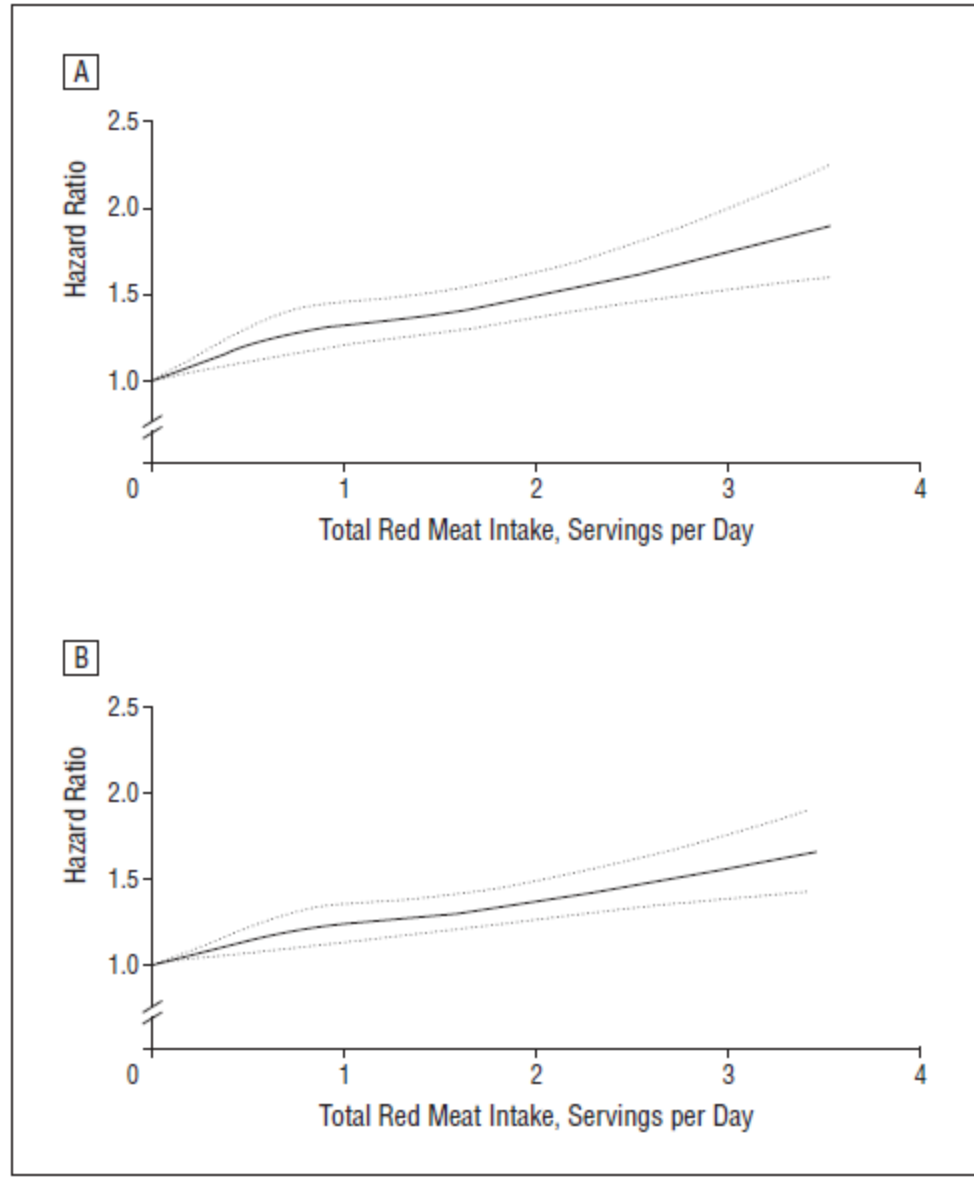 A
2.5
2.0
1.5
1.0
Hazard Ratio
0 1 2 3 4
Total Red Meat Intake, Servings per Day
B
2.5
2.0
1.5
1.0
Hazard Ratio
0 1 2 3 4
Total Red Meat Intake, Servings per Day